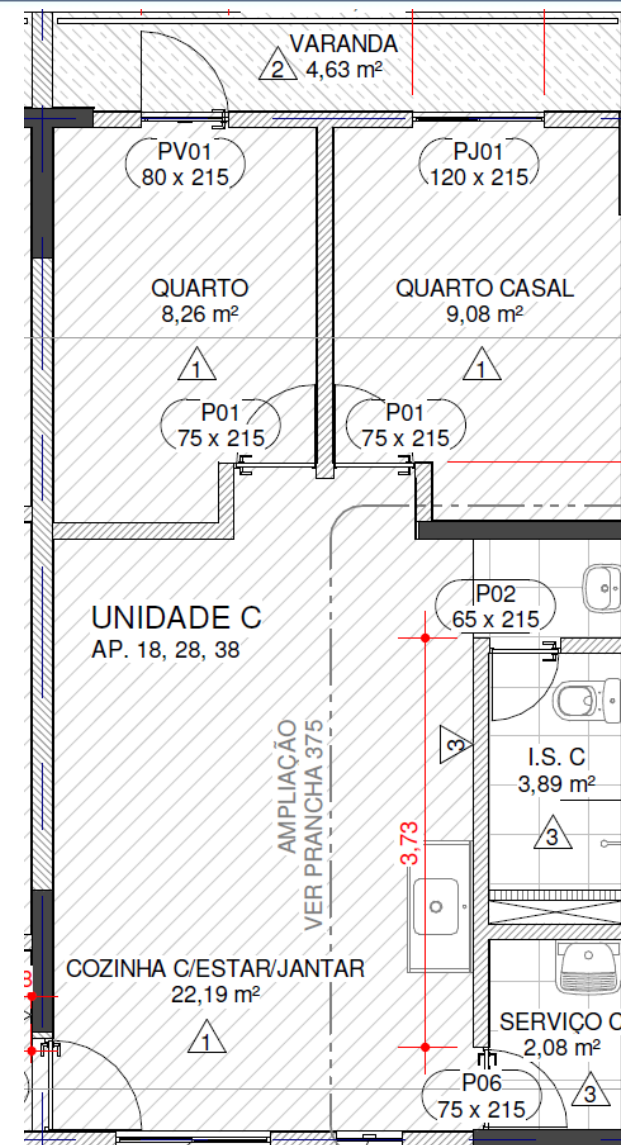 VARANDA
2 4,63 m²
PV01
80 x 215
PJ01
120 x 215
QUARTO
8,26 m²
1
QUARTO CASAL
9,08 m²
1
P01
75 x 215
P01
75 x 215
UNIDADE C
AP. 18, 28, 38
P02
65 x 215
AMPLIAÇÃO
VER PRANCHA 375
3
3,73
I.S. C
3,89 m²
3
COZINHA C/ESTAR/JANTAR
22,19 m²
1
SERVIÇO C
2,08 m²
3
P06
75 x 215